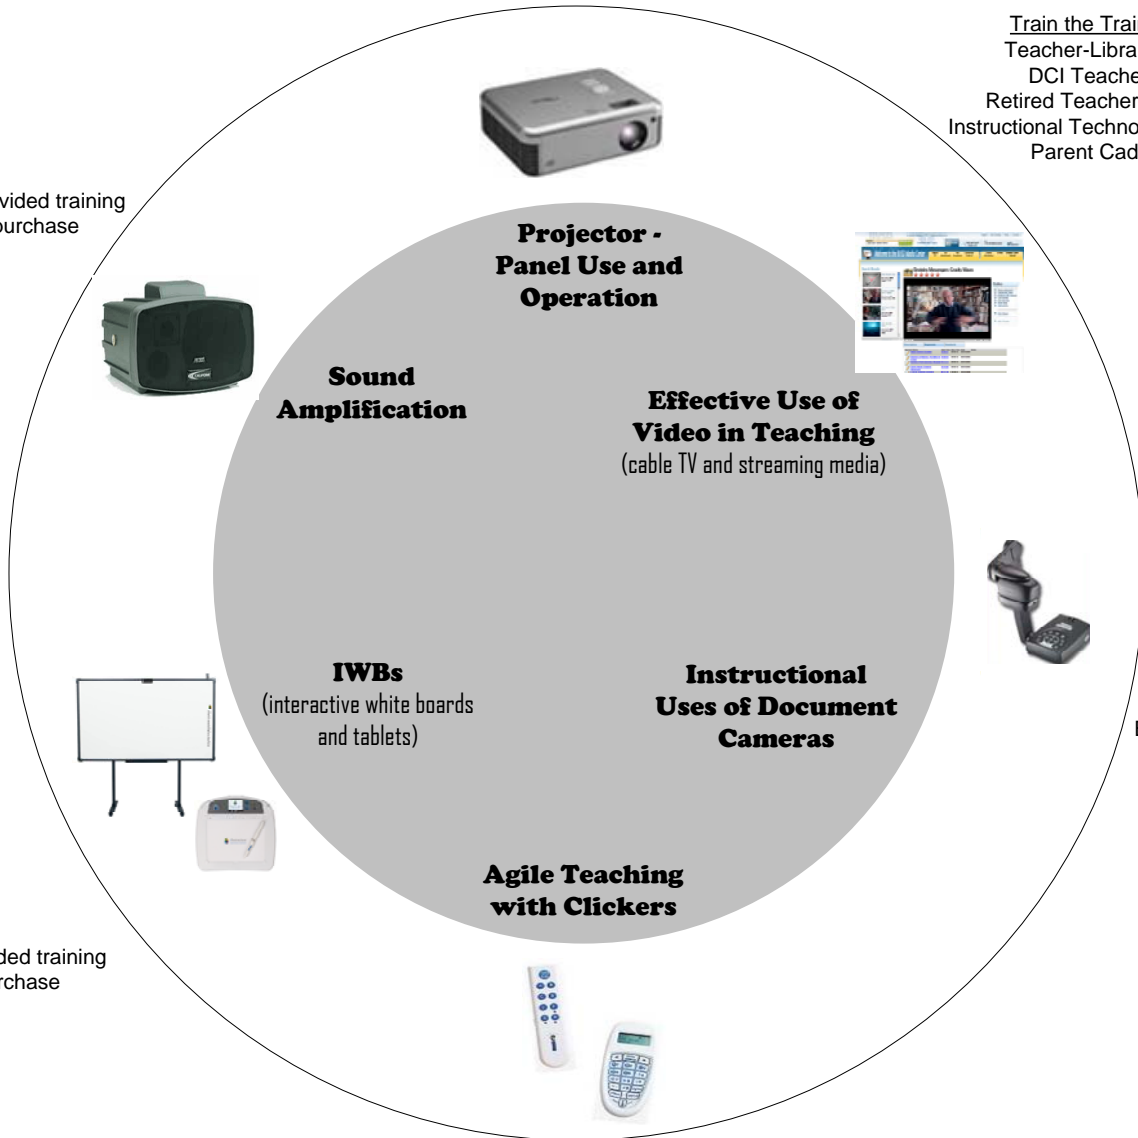 Train the Trai
Teacher-Libra
DCI Teache
Retired Teacher
Instructional Techno
Parent Cad
vided training
purchase
Projector -
Panel Use and
Operation
Sound
Amplification
Effective Use of
Video in Teaching
(cable TV and streaming media)
IWBs
(interactive white boards
and tablets)
Instructional
Uses of Document
Cameras
Agile Teaching
with Clickers
ded training
rchase